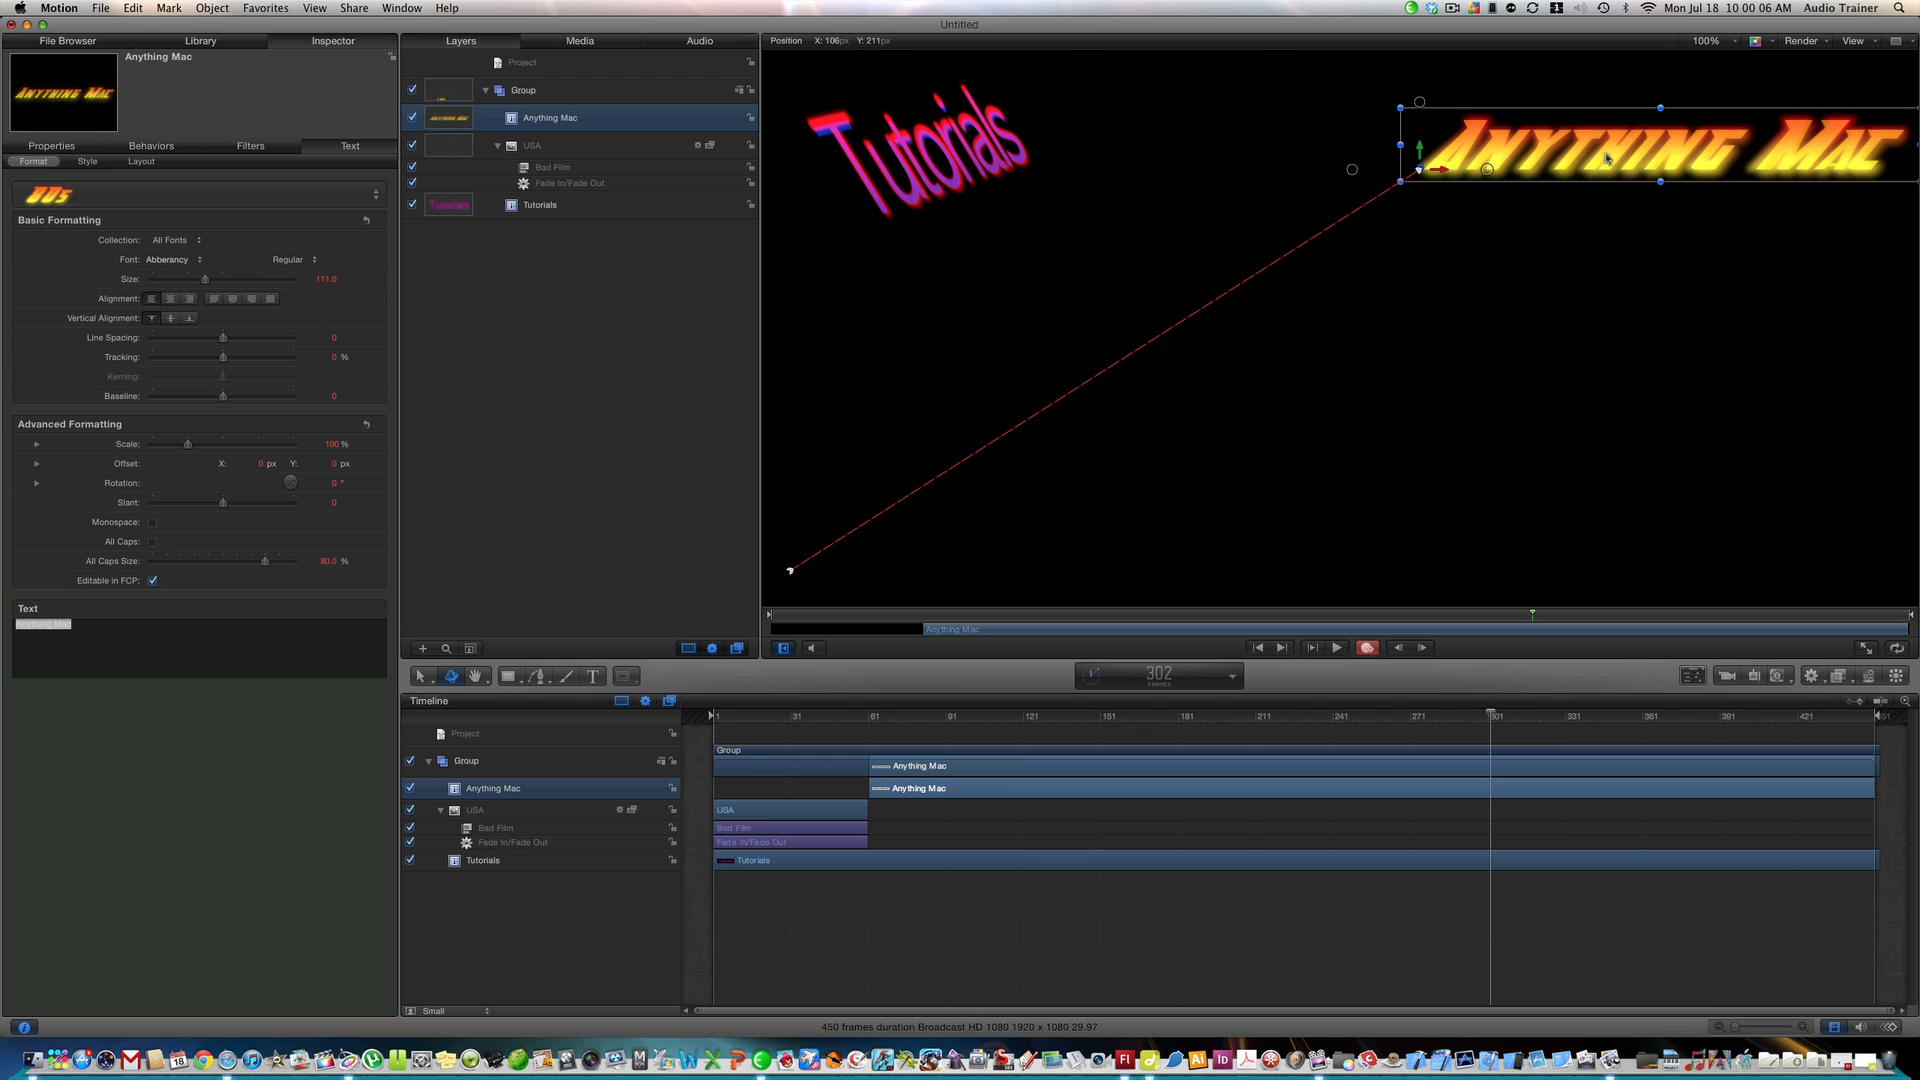 Motion File Edit Mark Object Favorites View Share Window Help
Mon Jul 18 10 00 06 AM Audio Trainer
Untitled
File Browser Library Inspector
Anything Mac
ANYTHING MAC
Properties Behaviors Filters Text
Format Style Layout
80s
Basic Formatting
Collection: All Fonts
Font: Abberancy Regular
Size: 111.0
Alignment:
Vertical Alignment:
Line Spacing: 0
Tracking: 0 %
Kerning:
Baseline: 0
Advanced Formatting
Scale: 100 %
Offset: X: 0 px Y: 0 px
Rotation: 0 °
Slant: 0
Monospace:
All Caps:
All Caps Size: 80.0 %
Editable in FCP:
Text
Anything Mac
Layers Media Audio
Project
Group
Anything Mac
USA
Bad Film
Fade In/Fade Out
Tutorials
Position X: 106px Y: 211px
100% Render View
Tutorials
ANYTHING MAC
Anything Mac
302
FRAMES
Timeline
1 31 61 91 121 151 181 211 241 271 301 331 361 391 421
Project
Group
Group
Anything Mac
Anything Mac
Anything Mac
USA
USA
Bad Film
Bad Film
Fade In/Fade Out
Fade In/Fade Out
Tutorials
Tutorials
Small
450 frames duration Broadcast HD 1080 1920 x 1080 29.97